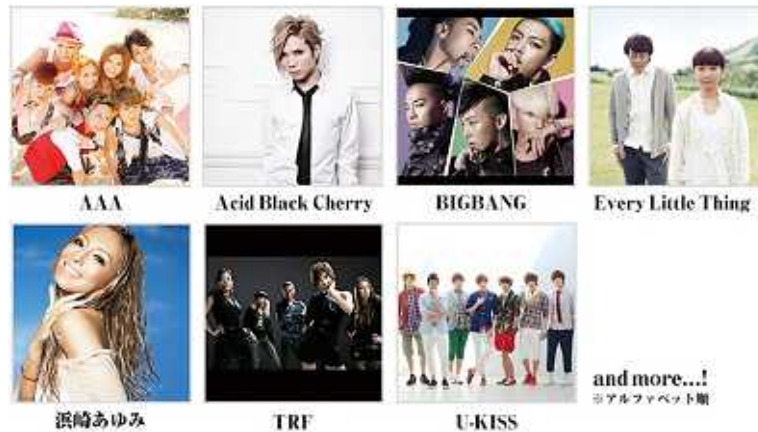 AAA
Acid Black Cherry
BIGBANG
Every Little Thing
浜崎あゆみ
TRF
U-KISS
and more...!
※アルファベット順